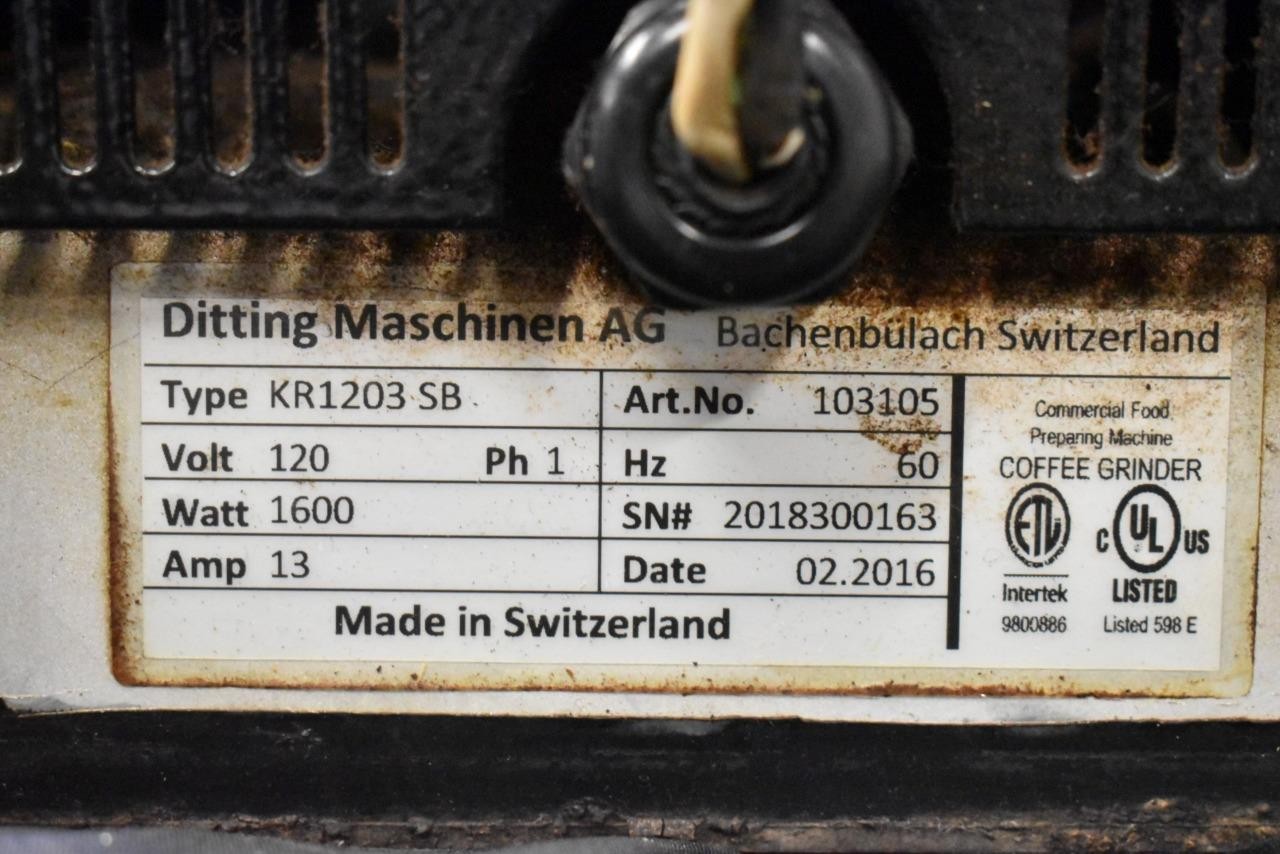 Ditting Maschinen AG Bachenbülach Switzerland
Type KR1203 SB Art.No. 103105
Volt 120 Ph 1 Hz 60
Watt 1600 SN# 2018300163
Amp 13 Date 02.2016
Made in Switzerland
Commercial Food
Preparing Machine
COFFEE GRINDER
ETL C UL US
Intertek LISTED
9800886 Listed 598 E